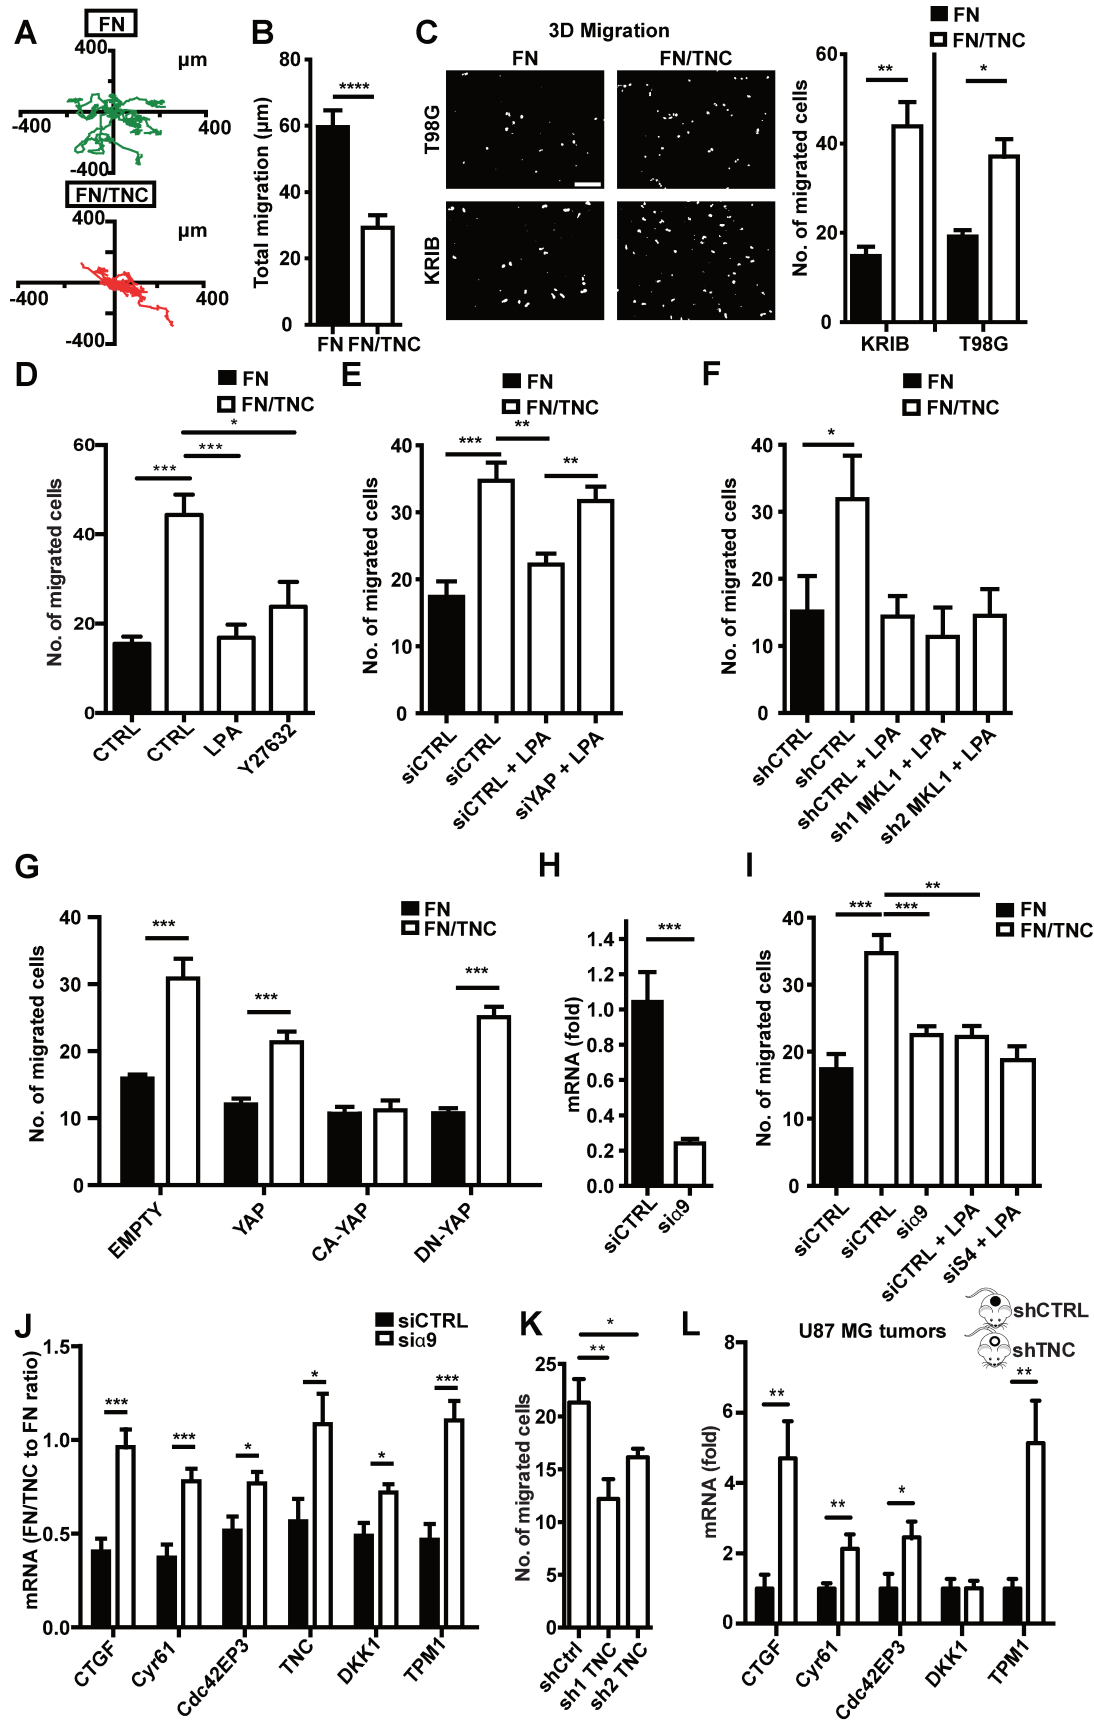 A
FN
400
µm
-400
400
-400
FN/TNC
400
µm
-400
400
-400
B
Total migration (µm)
80
60
40
20
0
****
FN FN/TNC
C
3D Migration
FN
FN/TNC
T98G
KRIB
FN
FN/TNC
No. of migrated cells
60
40
20
0
**
*
KRIB
T98G
D
FN
FN/TNC
No. of migrated cells
60
40
20
0
***
***
*
CTRL
CTRL
LPA
Y27632
E
FN
FN/TNC
No. of migrated cells
40
30
20
10
0
***
**
**
siCTRL
siCTRL
siCTRL + LPA
siYAP + LPA
F
FN
FN/TNC
No. of migrated cells
40
30
20
10
0
*
shCTRL
shCTRL
shCTRL + LPA
sh1 MKL1 + LPA
sh2 MKL1 + LPA
G
FN
FN/TNC
No. of migrated cells
40
30
20
10
0
***
***
***
EMPTY
YAP
CA-YAP
DN-YAP
H
mRNA (fold)
1.4
1.2
1.0
0.8
0.6
0.4
0.2
0.0
***
siCTRL
siα9
I
FN
FN/TNC
No. of migrated cells
40
30
20
10
0
***
***
**
siCTRL
siCTRL
siα9
siCTRL + LPA
siS4 + LPA
J
siCTRL
siα9
mRNA (FN/TNC to FN ratio)
1.5
1.0
0.5
0.0
***
***
*
*
*
***
CTGF
Cyr61
Cdc42EP3
TNC
DKK1
TPM1
K
No. of migrated cells
25
20
15
10
5
0
*
**
shCtrl
sh1 TNC
sh2 TNC
L
U87 MG tumors
shCTRL
shTNC
mRNA (fold)
8
6
4
2
0
**
**
*
**
CTGF
Cyr61
Cdc42EP3
DKK1
TPM1